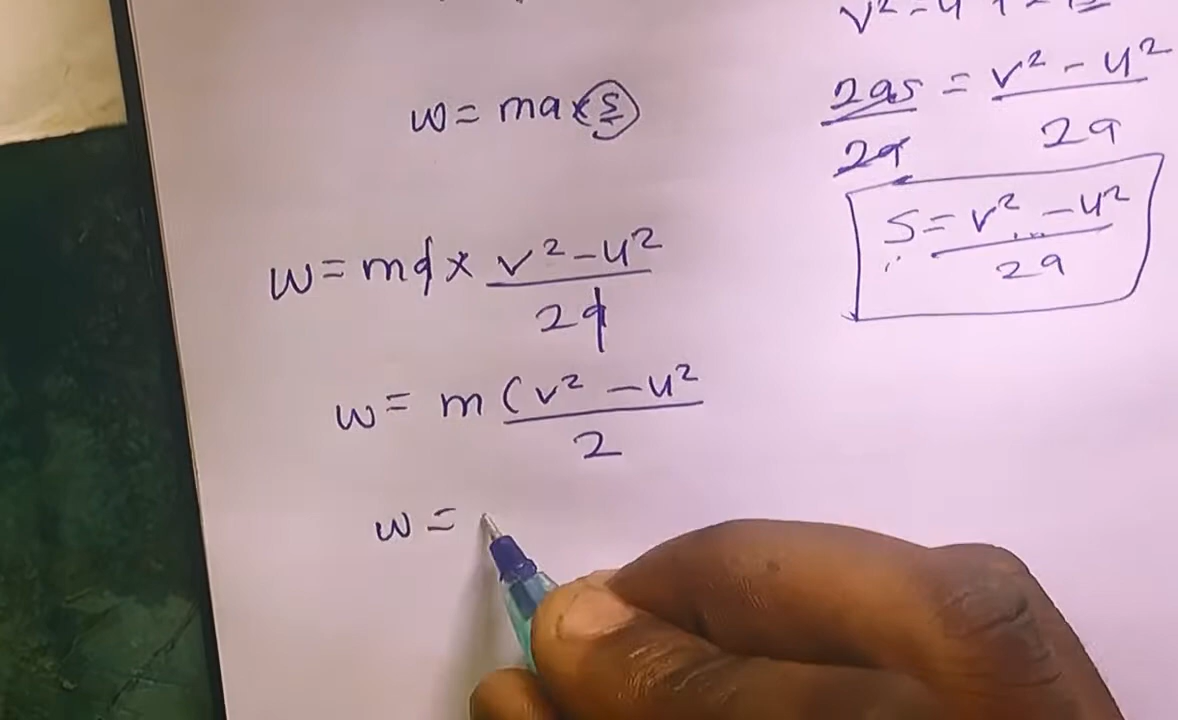 w = ma × s
w = ma × v² - u²
2a
w = m (v² - u²
2
w =
2as = v² - u²
2a 2a
s = v² - u²
2a